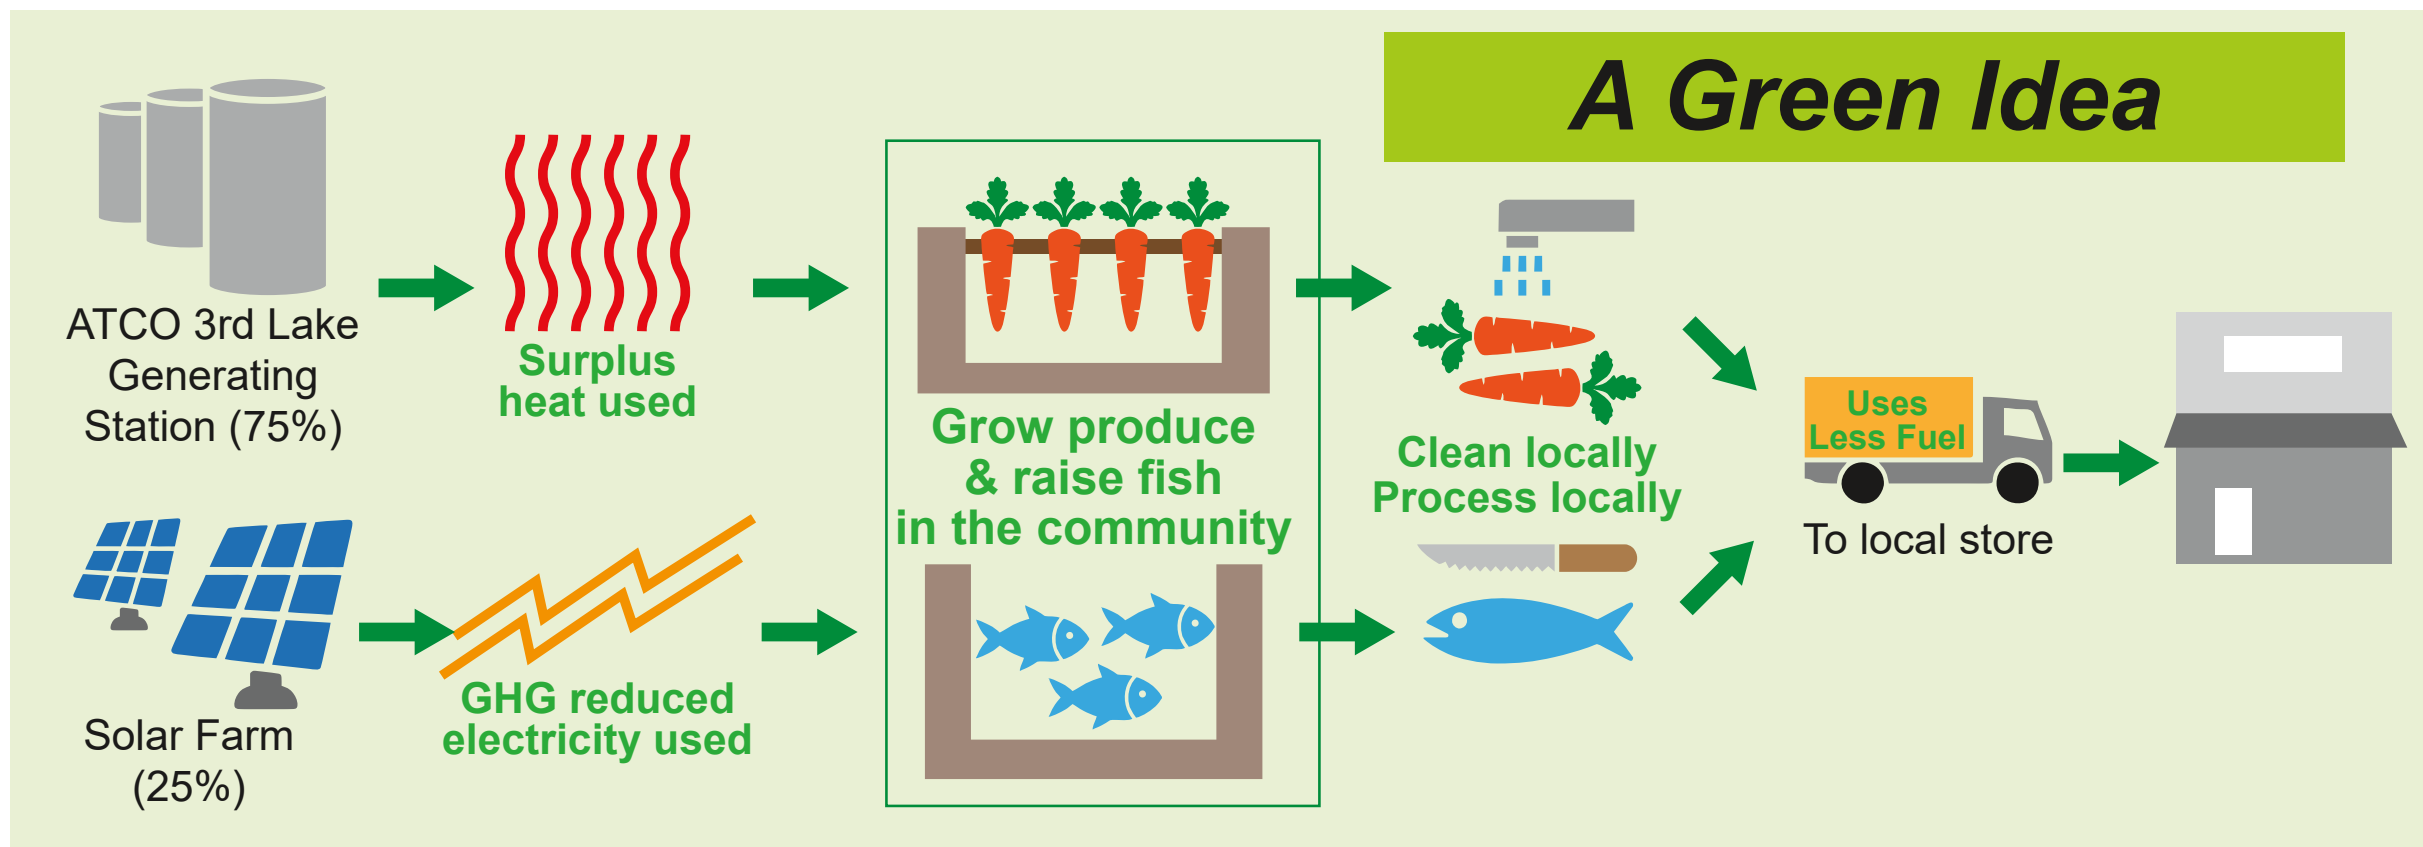 A Green Idea
ATCO 3rd Lake
Generating
Station (75%)
Surplus
heat used
Solar Farm
(25%)
GHG reduced
electricity used
Grow produce
& raise fish
in the community
Clean locally
Process locally
Uses
Less Fuel
To local store